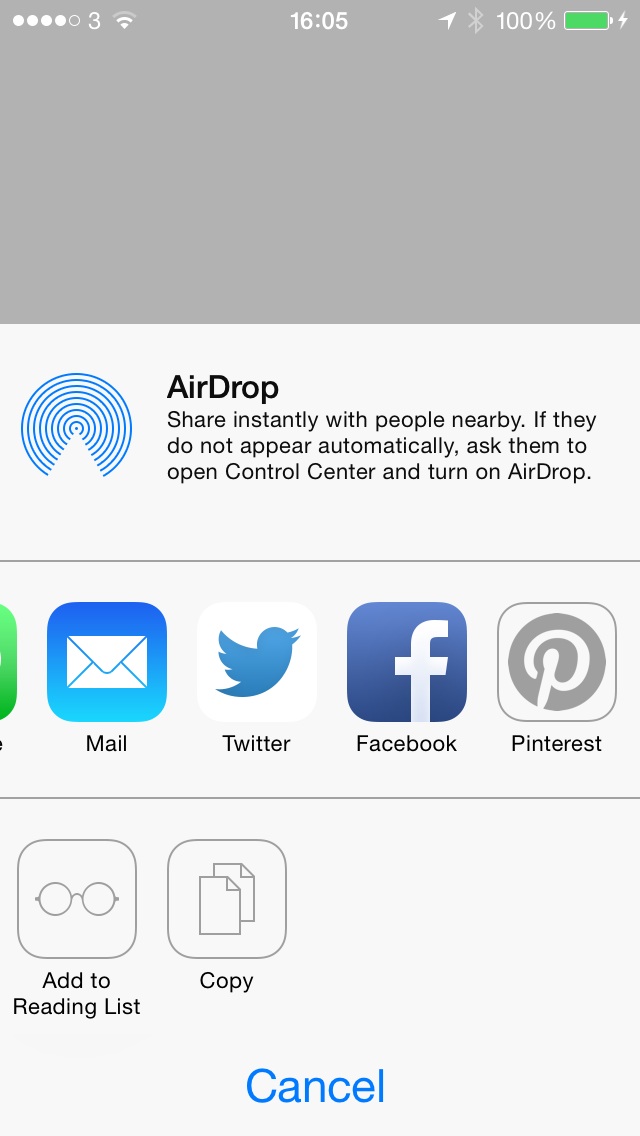 3 16:05 100%
AirDrop
Share instantly with people nearby. If they
do not appear automatically, ask them to
open Control Center and turn on AirDrop.
Mail Twitter Facebook Pinterest
Add to
Reading List
Copy
Cancel